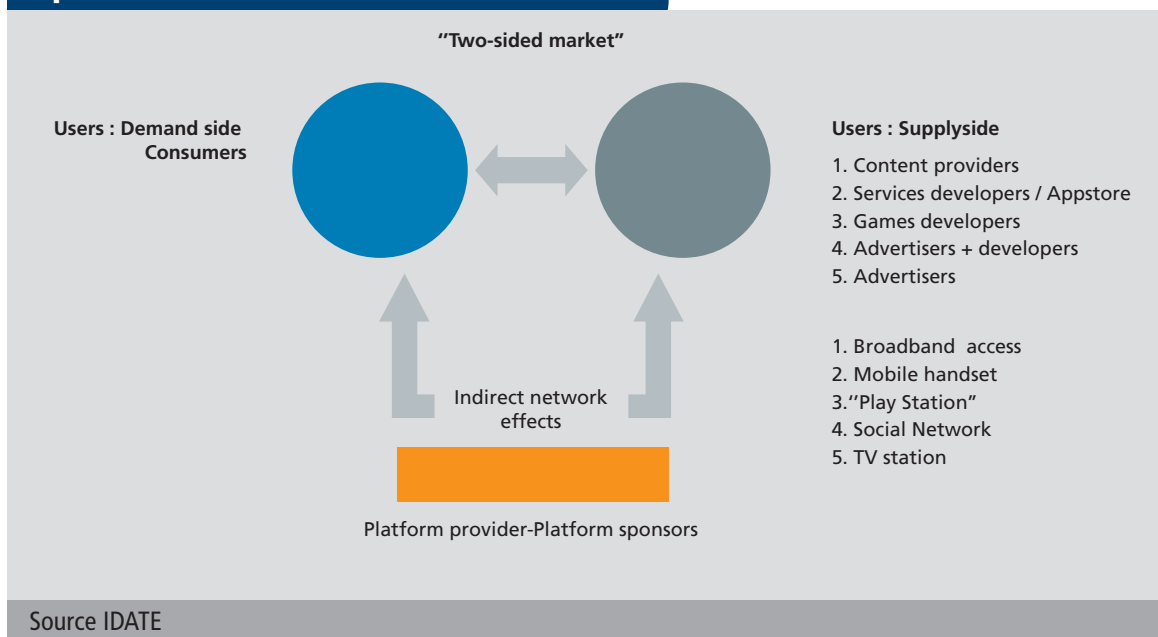 "Two-sided market"
Users : Demand side
Consumers
Users : Supplyside
1. Content providers
2. Services developers / Appstore
3. Games developers
4. Advertisers + developers
5. Advertisers
1. Broadband  access
2. Mobile handset
3.''Play Station"
4. Social Network
5. TV station
Indirect network
effects
Platform provider-Platform sponsors
Source IDATE